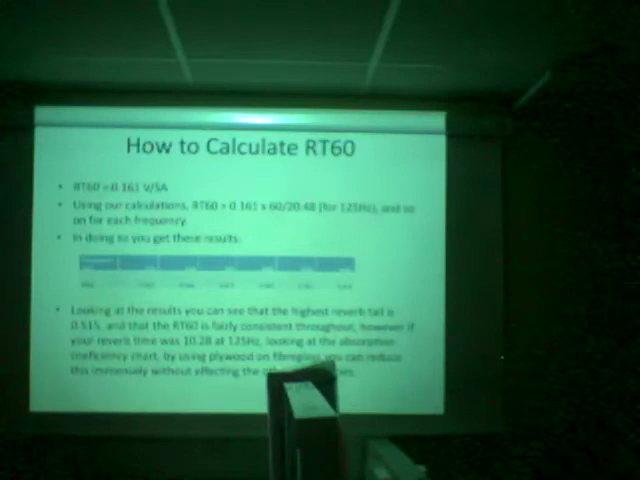 How to Calculate RT60
• RT60 = 0.161 V/SA
• Using our calculations, RT60 = 0.161 x 60/20.48 (for 125Hz), and so
on for each frequency.
• In doing so you get these results:
• Looking at the results you can see that the highest reverb tail is
0.515, and that the RT60 is fairly consistent throughout, however if
your reverb time was 10.28 at 125Hz, looking at the absorption
coeficiency chart, by using plywood on fibreglass you can reduce
this immensely without effecting the